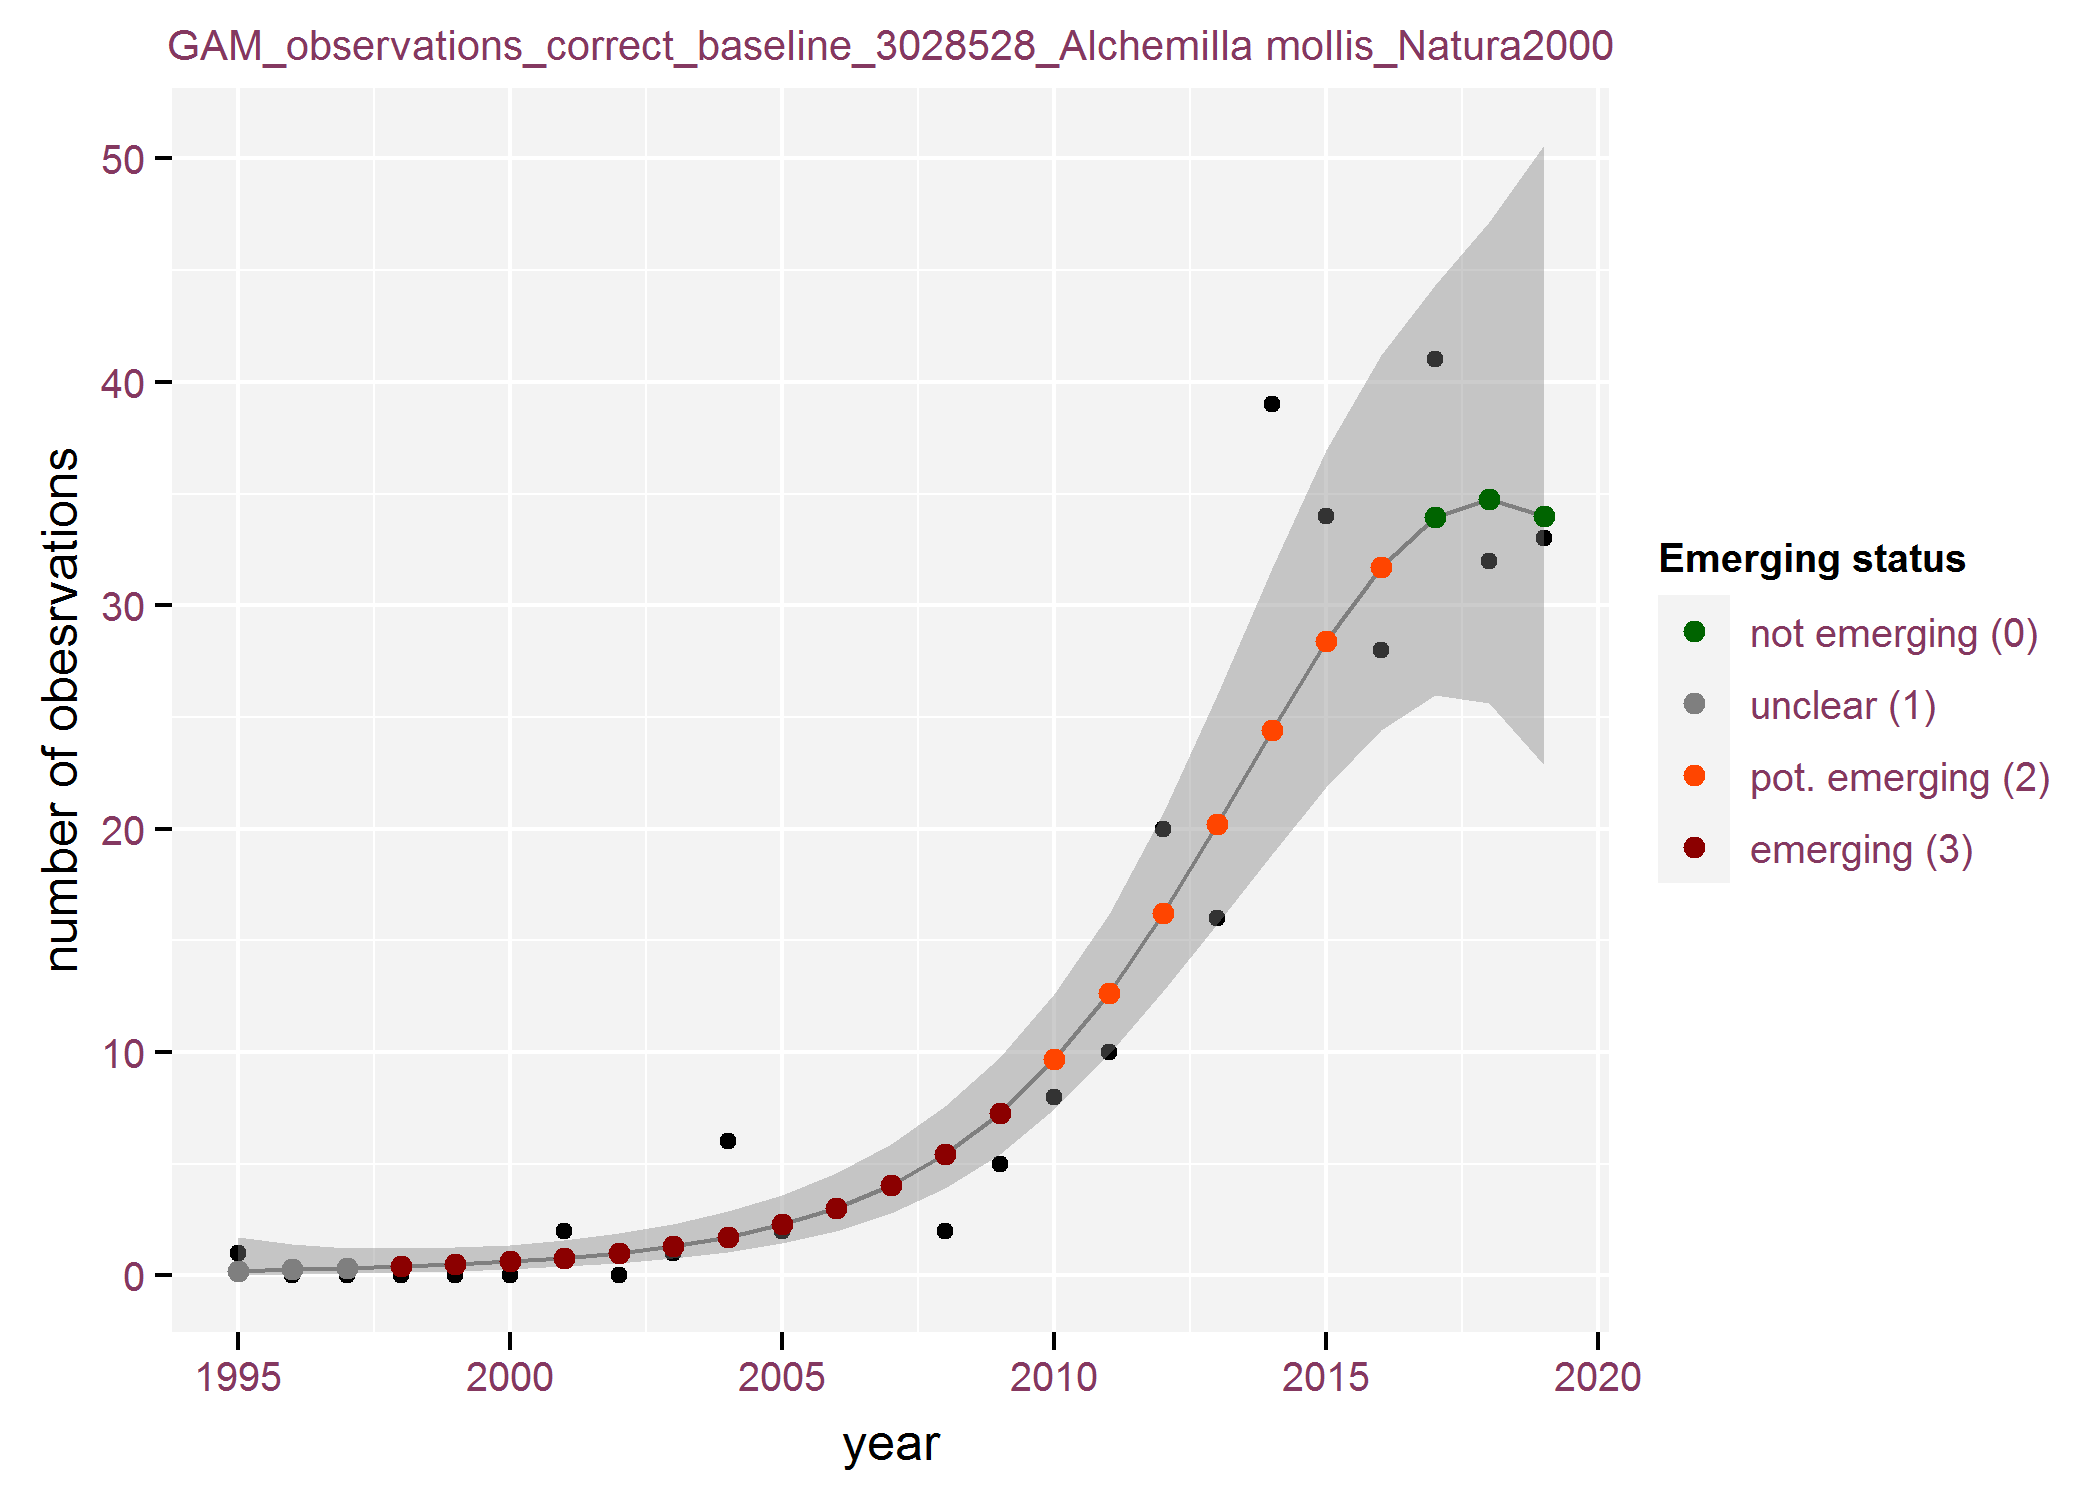 GAM_observations_correct_baseline_3028528_Alchemilla mollis_Natura2000
number of obesrvations
50
40
30
20
10
0
1995 2000 2005 2010 2015 2020
year
Emerging status
not emerging (0)
unclear (1)
pot. emerging (2)
emerging (3)